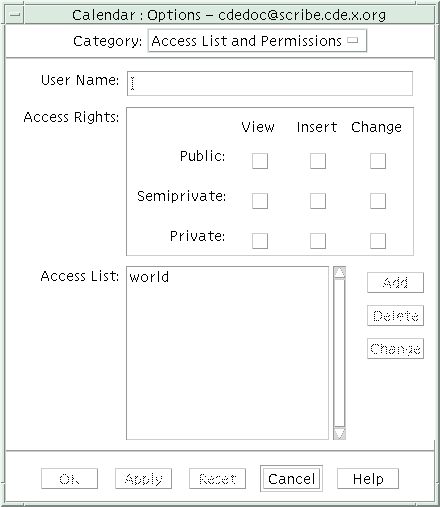 Calendar : Options – cdedoc@scribe.cde.x.org
Category: Access List and Permissions
User Name:
Access Rights:
View Insert Change
Public:
Semiprivate:
Private:
Access List: world
Add
Delete
Change
OK Apply Reset Cancel Help